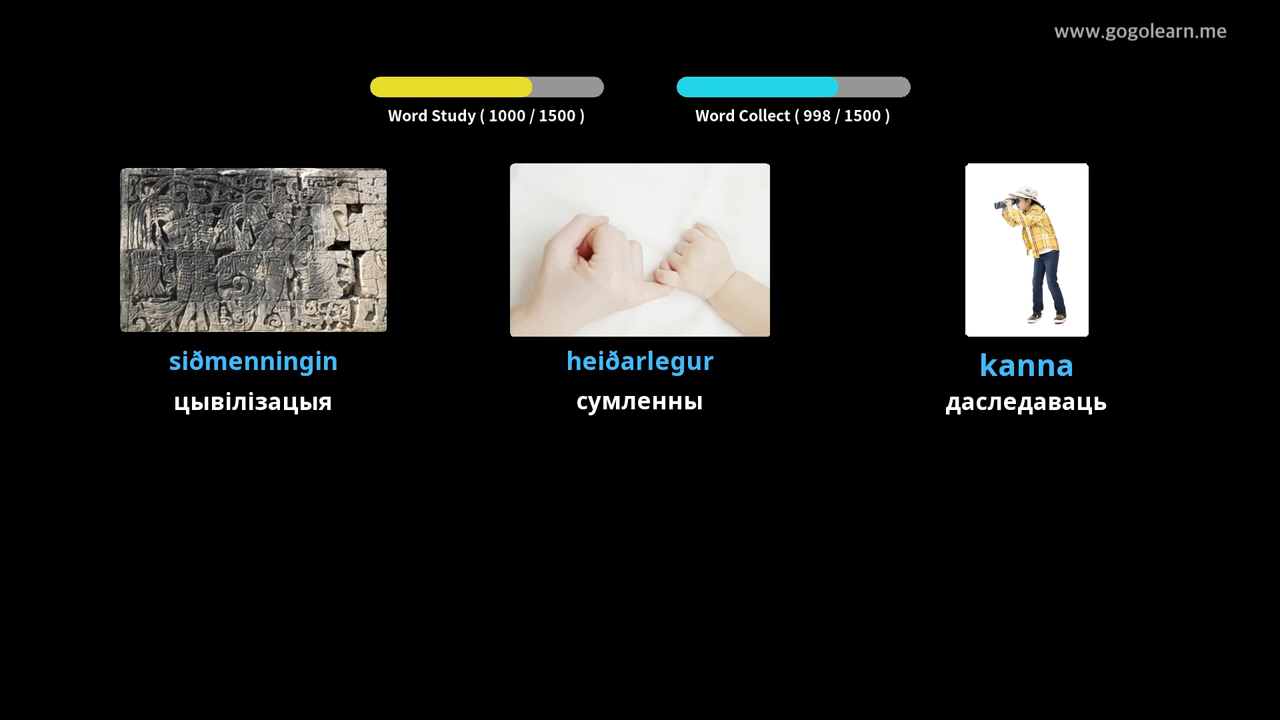 www.gogolearn.me
Word Study ( 1000 / 1500 )
Word Collect ( 998 / 1500 )
siðmenningin
цывілізацыя
heiðarlegur
сумленны
kanna
даследаваць